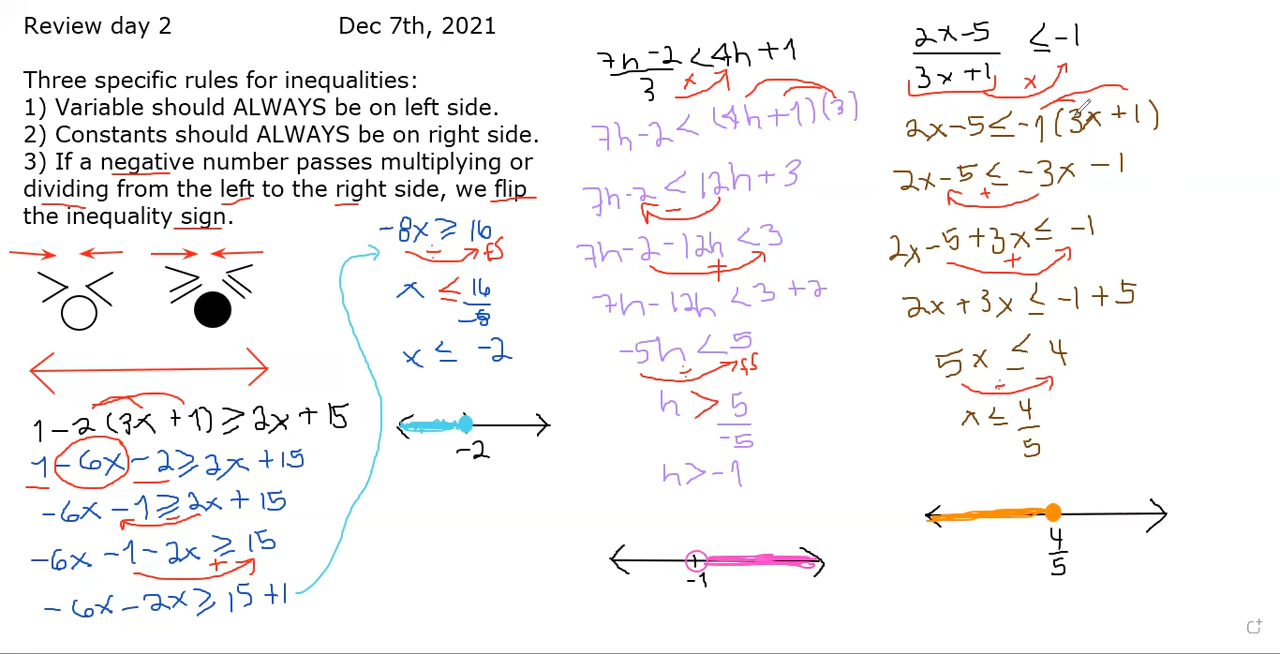 Review day 2
Dec 7th, 2021
Three specific rules for inequalities:
1) Variable should ALWAYS be on left side.
2) Constants should ALWAYS be on right side.
3) If a negative number passes multiplying or
dividing from the left to the right side, we flip
the inequality sign.
1-2(3x+1)≥2x+15
1-6x-2≥2x+15
-6x-1≥2x+15
-6x-1-2x≥15
+
-6x-2x≥15+1
-8x≥16
÷ fs
x≤16/-8
x≤-2
-2
7h-2/3<4h+1
x
7h-2<(4h+1)(3)
7h-2<12h+3
-
7h-2-12h<3
+
7h-12h<3+2
-5h<5
÷ fs
h>5/-5
h>-1
-1
2x-5/3x+1≤-1
x
2x-5≤-1(3x+1)
2x-5≤-3x-1
+
2x-5+3x≤-1
+
2x+3x≤-1+5
5x≤4
÷
x≤4/5
4/5